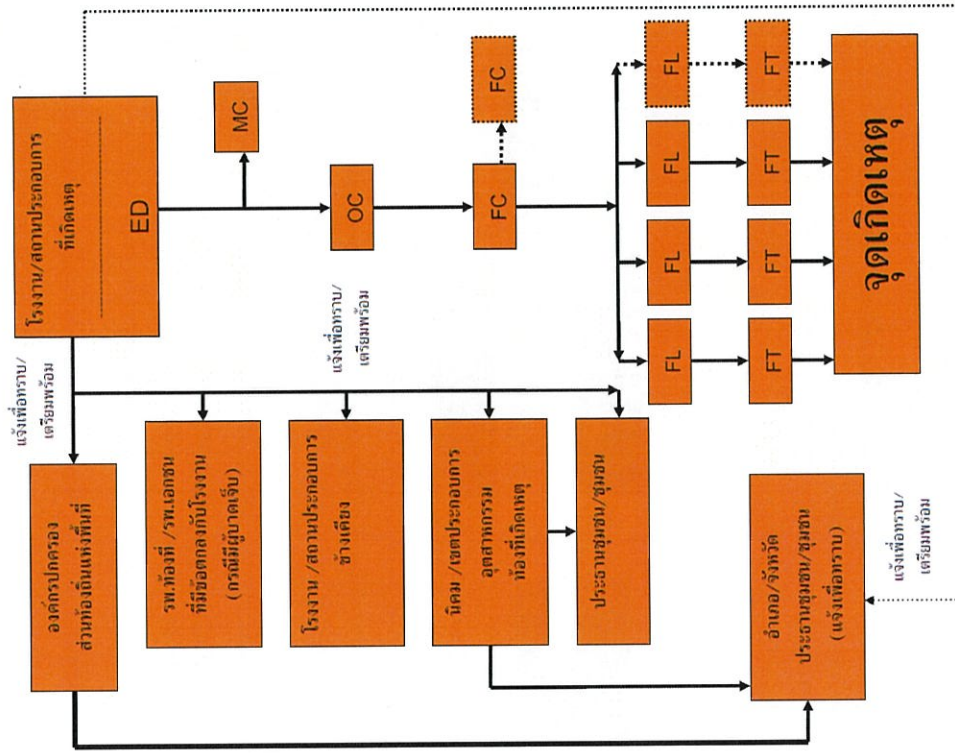 โรงงาน/สถานประกอบการ
ที่เกิดเหตุ
ED
MC
OC
FC
FC
FL
FL
FL
FL
FT
FT
FT
FT
จุดเกิดเหตุ
แจ้งเพื่อทราบ/
เตรียมพร้อม
แจ้งเพื่อทราบ/
เตรียมพร้อม
องค์กรปกครอง
ส่วนท้องถิ่นแห่งพื้นที่
รพ.ท้องที่ /รพ.เอกชน
ที่มีข้อตกลงกับโรงงาน
(กรณีมีผู้บาดเจ็บ)
โรงงาน /สถานประกอบการ
ข้างเคียง
นิคม /เขตประกอบการ
อุตสาหกรรม
ท้องที่เกิดเหตุ
ประธานชุมชน/ชุมชน
อำเภอ/จังหวัด
ประธานชุมชน/ชุมชน
(แจ้งเพื่อทราบ)
แจ้งเพื่อทราบ/
เตรียมพร้อม